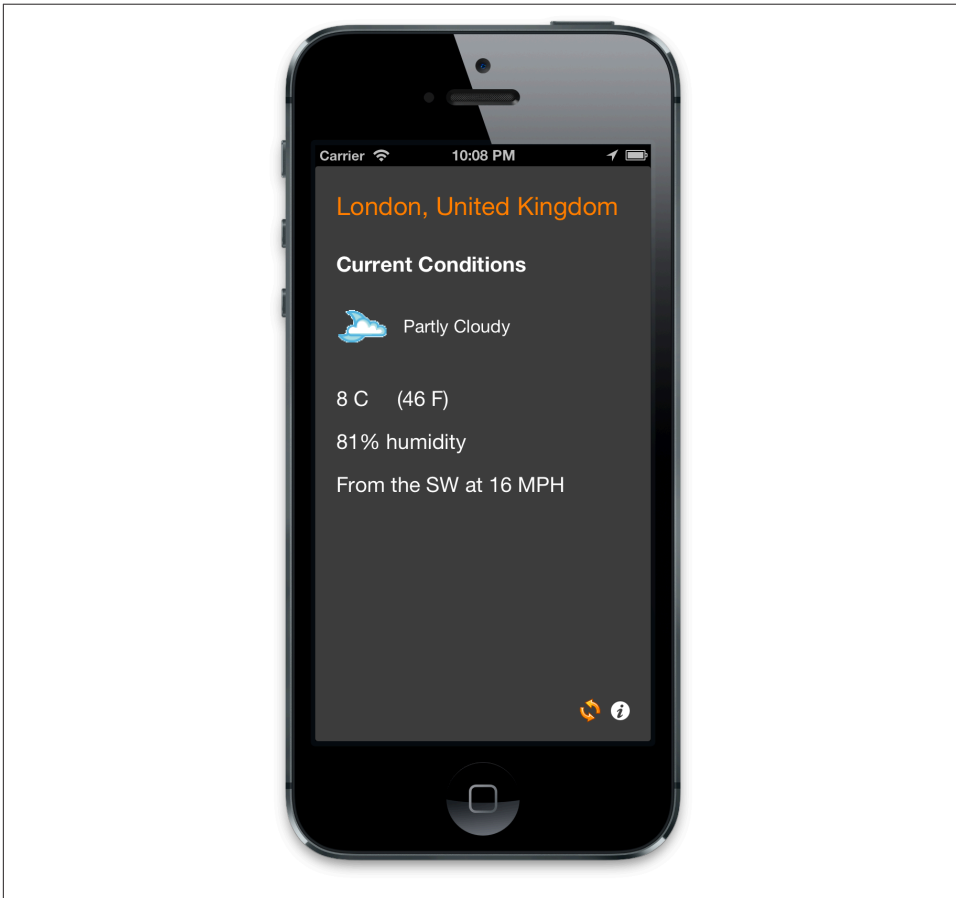 Carrier 10:08 PM
London, United Kingdom
Current Conditions
Partly Cloudy
8 C (46 F)
81% humidity
From the SW at 16 MPH
i